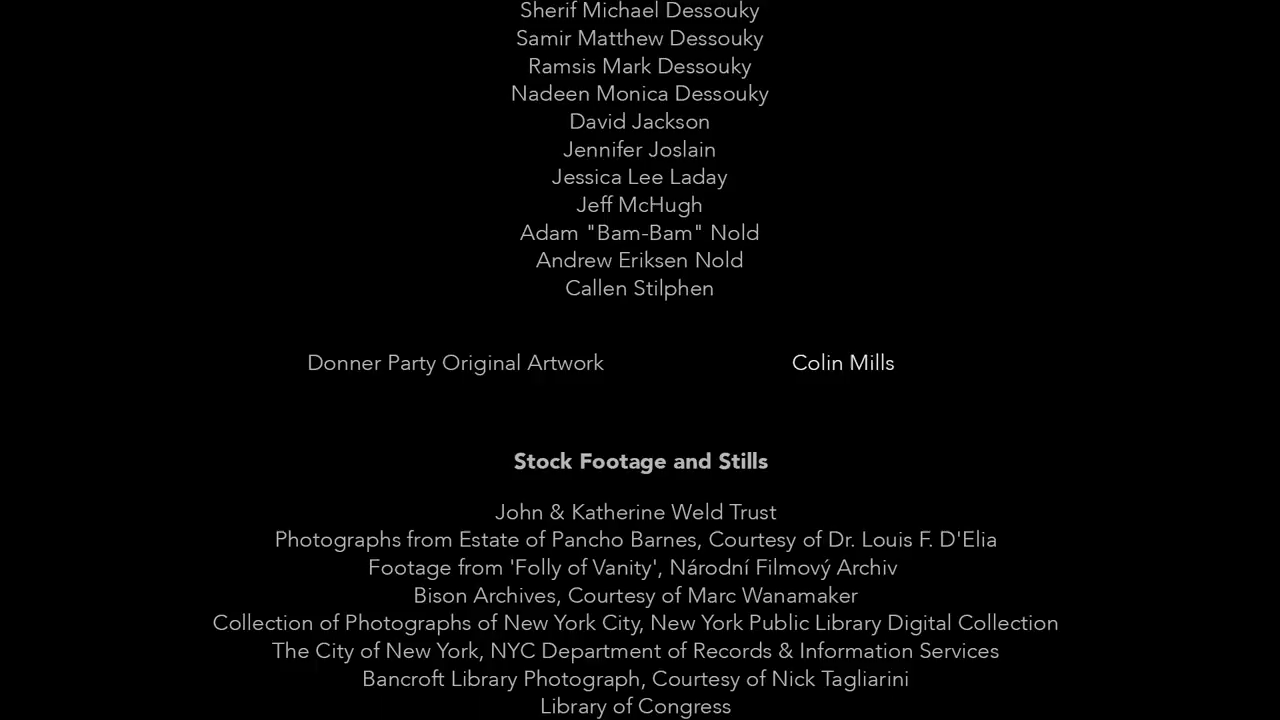 Sherif Michael Dessouky
Samir Matthew Dessouky
Ramsis Mark Dessouky
Nadeen Monica Dessouky
David Jackson
Jennifer Joslain
Jessica Lee Laday
Jeff McHugh
Adam "Bam-Bam" Nold
Andrew Eriksen Nold
Callen Stilphen
Donner Party Original Artwork Colin Mills
Stock Footage and Stills
John & Katherine Weld Trust
Photographs from Estate of Pancho Barnes, Courtesy of Dr. Louis F. D'Elia
Footage from 'Folly of Vanity', Národní Filmový Archiv
Bison Archives, Courtesy of Marc Wanamaker
Collection of Photographs of New York City, New York Public Library Digital Collection
The City of New York, NYC Department of Records & Information Services
Bancroft Library Photograph, Courtesy of Nick Tagliarini
Library of Congress